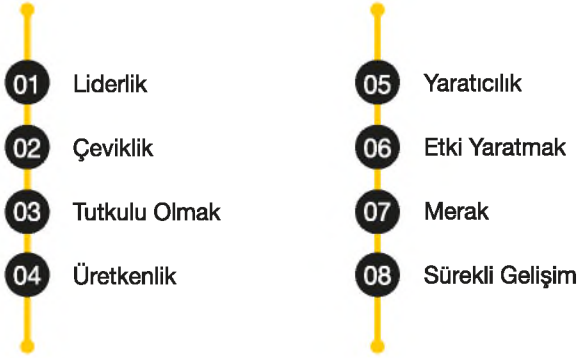 01 Liderlik
02 Çeviklik
03 Tutkulu Olmak
04 Üretkenlik
05 Yaratıcılık
06 Etki Yaratmak
07 Merak
08 Sürekli Gelişim